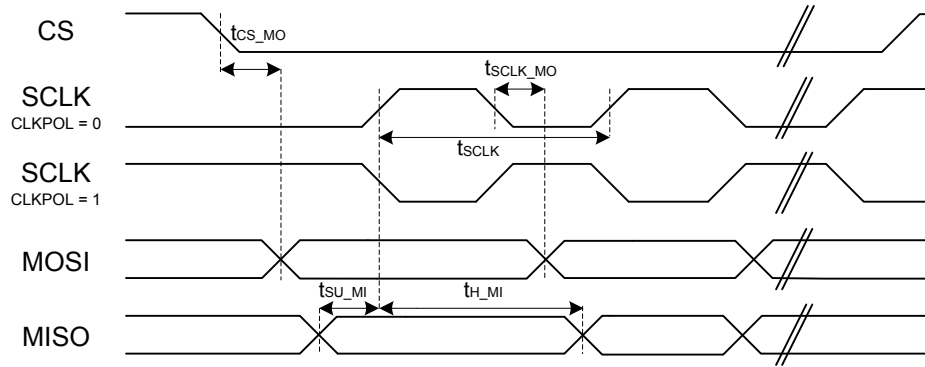 CS
tCS_MO
SCLK
CLKPOL = 0
tSCLK_MO
tSCLK
SCLK
CLKPOL = 1
MOSI
tSU_MI
tH_MI
MISO